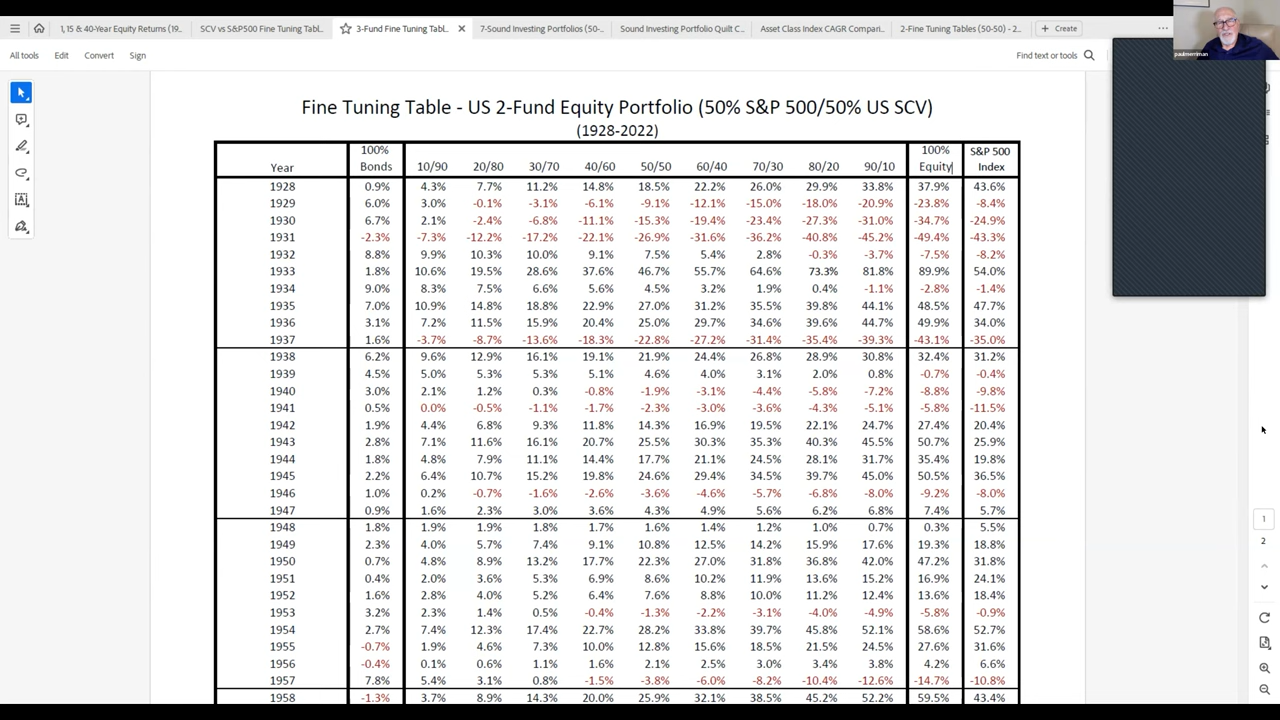 1, 15 & 40-Year Equity Returns (19...
SCV vs S&P500 Fine Tuning Tabl...
3-Fund Fine Tuning Tabl...
7-Sound Investing Portfolios (50-...
Sound Investing Portfolio Quilt C...
Asset Class Index CAGR Compari...
2-Fine Tuning Tables (50-50) - 2...
+ Create
paulmerriman
All tools Edit Convert Sign Find text or tools
Fine Tuning Table - US 2-Fund Equity Portfolio (50% S&P 500/50% US SCV)
(1928-2022)
Year 100% Bonds 10/90 20/80 30/70 40/60 50/50 60/40 70/30 80/20 90/10 100% Equity S&P 500 Index
1928 0.9% 4.3% 7.7% 11.2% 14.8% 18.5% 22.2% 26.0% 29.9% 33.8% 37.9% 43.6%
1929 6.0% 3.0% -0.1% -3.1% -6.1% -9.1% -12.1% -15.0% -18.0% -20.9% -23.8% -8.4%
1930 6.7% 2.1% -2.4% -6.8% -11.1% -15.3% -19.4% -23.4% -27.3% -31.0% -34.7% -24.9%
1931 -2.3% -7.3% -12.2% -17.2% -22.1% -26.9% -31.6% -36.2% -40.8% -45.2% -49.4% -43.3%
1932 8.8% 9.9% 10.3% 10.0% 9.1% 7.5% 5.4% 2.8% -0.3% -3.7% -7.5% -8.2%
1933 1.8% 10.6% 19.5% 28.6% 37.6% 46.7% 55.7% 64.6% 73.3% 81.8% 89.9% 54.0%
1934 9.0% 8.3% 7.5% 6.6% 5.6% 4.5% 3.2% 1.9% 0.4% -1.1% -2.8% -1.4%
1935 7.0% 10.9% 14.8% 18.8% 22.9% 27.0% 31.2% 35.5% 39.8% 44.1% 48.5% 47.7%
1936 3.1% 7.2% 11.5% 15.9% 20.4% 25.0% 29.7% 34.6% 39.6% 44.7% 49.9% 34.0%
1937 1.6% -3.7% -8.7% -13.6% -18.3% -22.8% -27.2% -31.4% -35.4% -39.3% -43.1% -35.0%
1938 6.2% 9.6% 12.9% 16.1% 19.1% 21.9% 24.4% 26.8% 28.9% 30.8% 32.4% 31.2%
1939 4.5% 5.0% 5.3% 5.3% 5.1% 4.6% 4.0% 3.1% 2.0% 0.8% -0.7% -0.4%
1940 3.0% 2.1% 1.2% 0.3% -0.8% -1.9% -3.1% -4.4% -5.8% -7.2% -8.8% -9.8%
1941 0.5% 0.0% -0.5% -1.1% -1.7% -2.3% -3.0% -3.6% -4.3% -5.1% -5.8% -11.5%
1942 1.9% 4.4% 6.8% 9.3% 11.8% 14.3% 16.9% 19.5% 22.1% 24.7% 27.4% 20.4%
1943 2.8% 7.1% 11.6% 16.1% 20.7% 25.5% 30.3% 35.3% 40.3% 45.5% 50.7% 25.9%
1944 1.8% 4.8% 7.9% 11.1% 14.4% 17.7% 21.1% 24.5% 28.1% 31.7% 35.4% 19.8%
1945 2.2% 6.4% 10.7% 15.2% 19.8% 24.6% 29.4% 34.5% 39.7% 45.0% 50.5% 36.5%
1946 1.0% 0.2% -0.7% -1.6% -2.6% -3.6% -4.6% -5.7% -6.8% -8.0% -9.2% -8.0%
1947 0.9% 1.6% 2.3% 3.0% 3.6% 4.3% 4.9% 5.6% 6.2% 6.8% 7.4% 5.7%
1948 1.8% 1.9% 1.9% 1.8% 1.7% 1.6% 1.4% 1.2% 1.0% 0.7% 0.3% 5.5%
1949 2.3% 4.0% 5.7% 7.4% 9.1% 10.8% 12.5% 14.2% 15.9% 17.6% 19.3% 18.8%
1950 0.7% 4.8% 8.9% 13.2% 17.7% 22.3% 27.0% 31.8% 36.8% 42.0% 47.2% 31.8%
1951 0.4% 2.0% 3.6% 5.3% 6.9% 8.6% 10.2% 11.9% 13.6% 15.2% 16.9% 24.1%
1952 1.6% 2.8% 4.0% 5.2% 6.4% 7.6% 8.8% 10.0% 11.2% 12.4% 13.6% 18.4%
1953 3.2% 2.3% 1.4% 0.5% -0.4% -1.3% -2.2% -3.1% -4.0% -4.9% -5.8% -0.9%
1954 2.7% 7.4% 12.3% 17.4% 22.7% 28.2% 33.8% 39.7% 45.8% 52.1% 58.6% 52.7%
1955 -0.7% 1.9% 4.6% 7.3% 10.0% 12.8% 15.6% 18.5% 21.5% 24.5% 27.6% 31.6%
1956 -0.4% 0.1% 0.6% 1.1% 1.6% 2.1% 2.5% 3.0% 3.4% 3.8% 4.2% 6.6%
1957 7.8% 5.4% 3.1% 0.8% -1.5% -3.8% -6.0% -8.2% -10.4% -12.6% -14.7% -10.8%
1958 -1.3% 3.7% 8.9% 14.3% 20.0% 25.9% 32.1% 38.5% 45.2% 52.2% 59.5% 43.4%
1
2